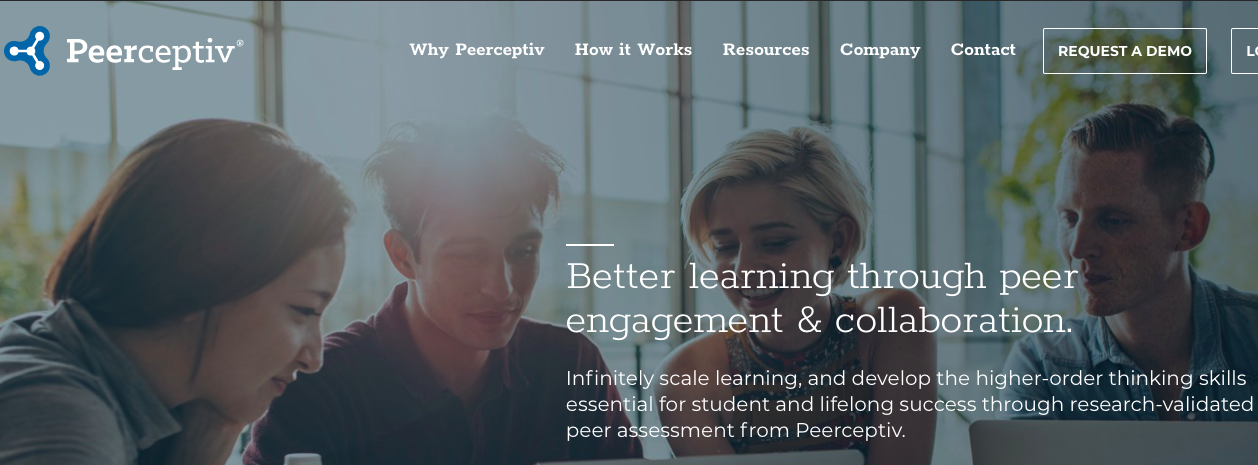 Peerceptiv®
Why Peerceptiv How it Works Resources Company Contact REQUEST A DEMO
Better learning through peer
engagement & collaboration.
Infinitely scale learning, and develop the higher-order thinking skills
essential for student and lifelong success through research-validated
peer assessment from Peerceptiv.